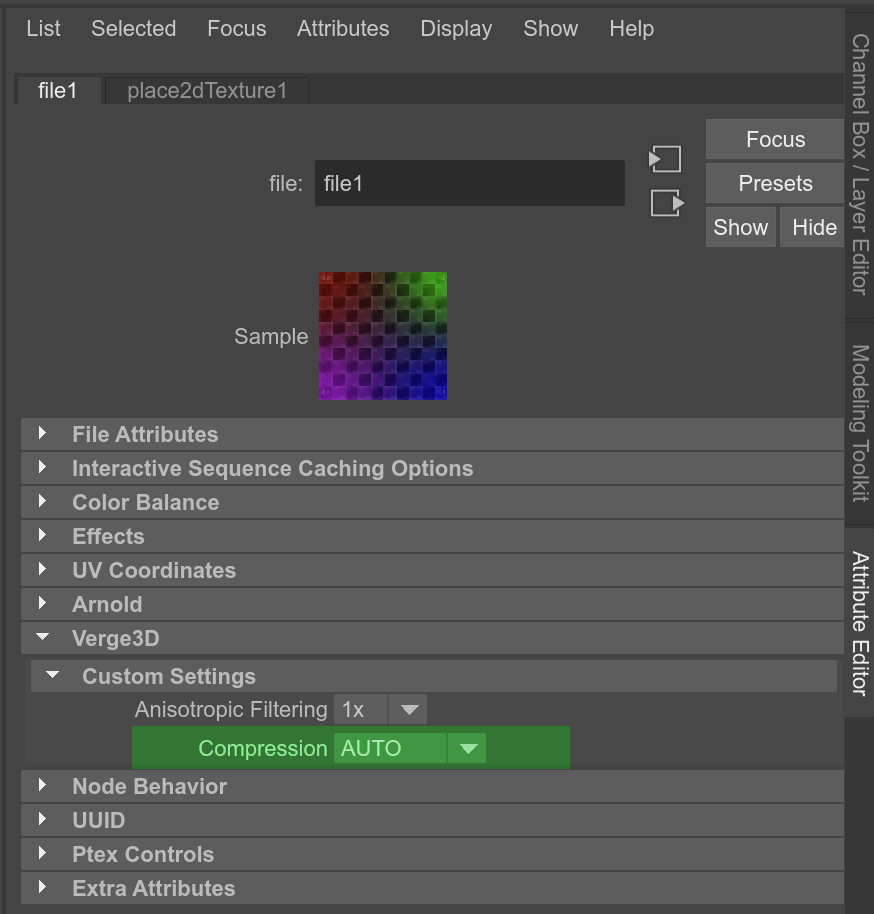 List Selected Focus Attributes Display Show Help
file1 place2dTexture1
Focus
file: file1
Presets
Show Hide
Sample
File Attributes
Interactive Sequence Caching Options
Color Balance
Effects
UV Coordinates
Arnold
Verge3D
Custom Settings
Anisotropic Filtering 1x
Compression AUTO
Node Behavior
UUID
Ptex Controls
Extra Attributes
Channel Box / Layer Editor
Modeling Toolkit
Attribute Editor